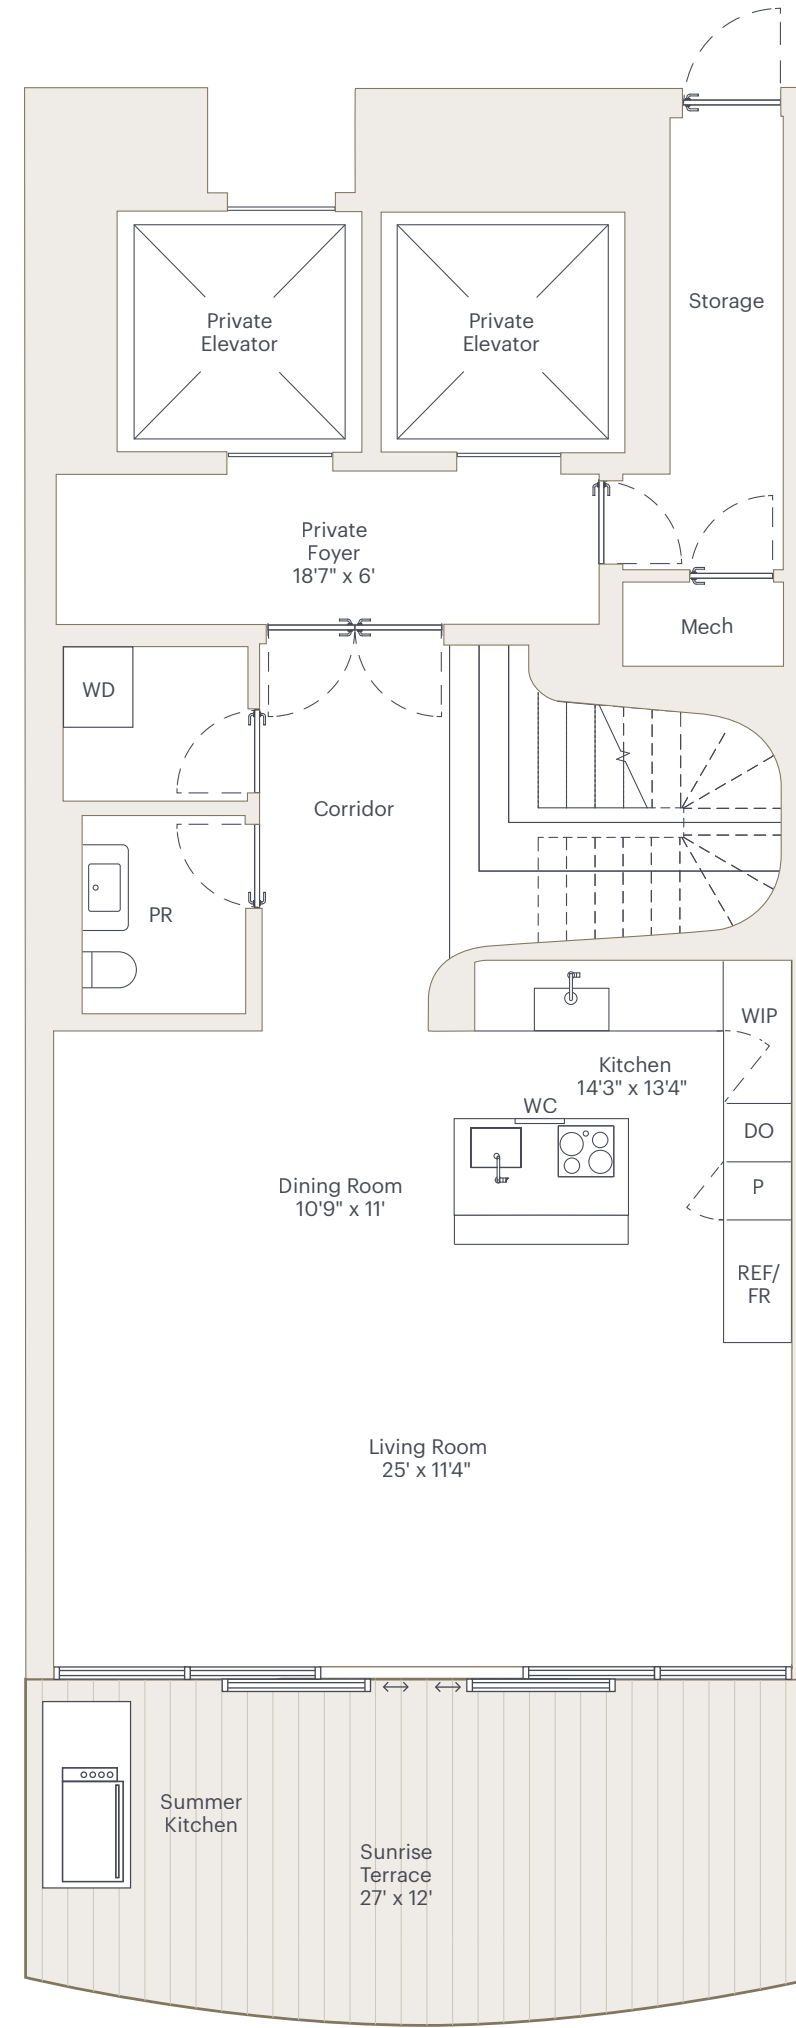 Storage
Private
Elevator
Private
Elevator
Private
Foyer
18'7" x 6'
Mech
WD
Corridor
PR
WIP
Kitchen
14'3" x 13'4"
WC
DO
Dining Room
10'9" x 11'
P
REF/
FR
Living Room
25' x 11'4"
Summer
Kitchen
Sunrise
Terrace
27' x 12'